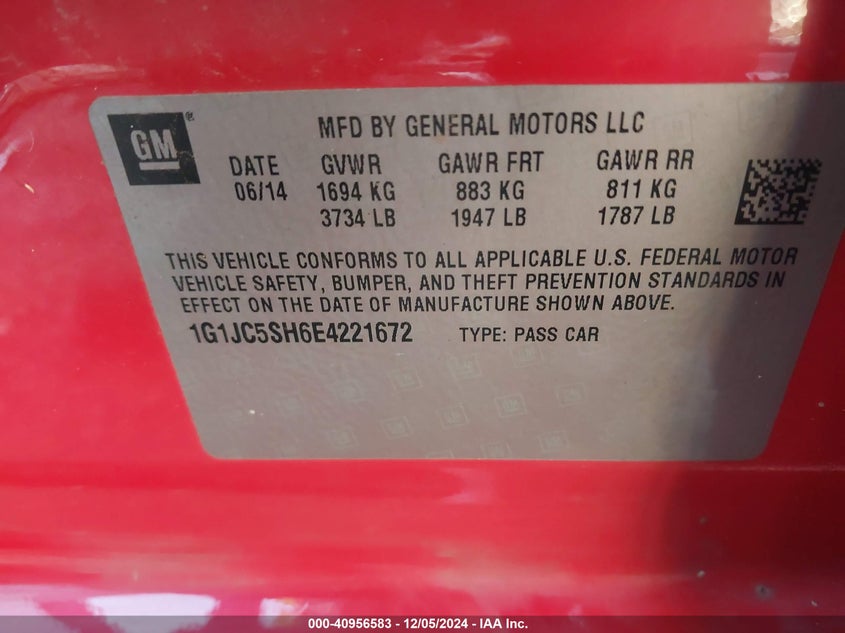 GM ®
MFD BY GENERAL MOTORS LLC
DATE GVWR GAWR FRT GAWR RR
06/14 1694 KG 883 KG 811 KG
3734 LB 1947 LB 1787 LB
THIS VEHICLE CONFORMS TO ALL APPLICABLE U.S. FEDERAL MOTOR
VEHICLE SAFETY, BUMPER, AND THEFT PREVENTION STANDARDS IN
EFFECT ON THE DATE OF MANUFACTURE SHOWN ABOVE.
1G1JC5SH6E4221672 TYPE: PASS CAR
000-40956583 - 12/05/2024 - IAA Inc.